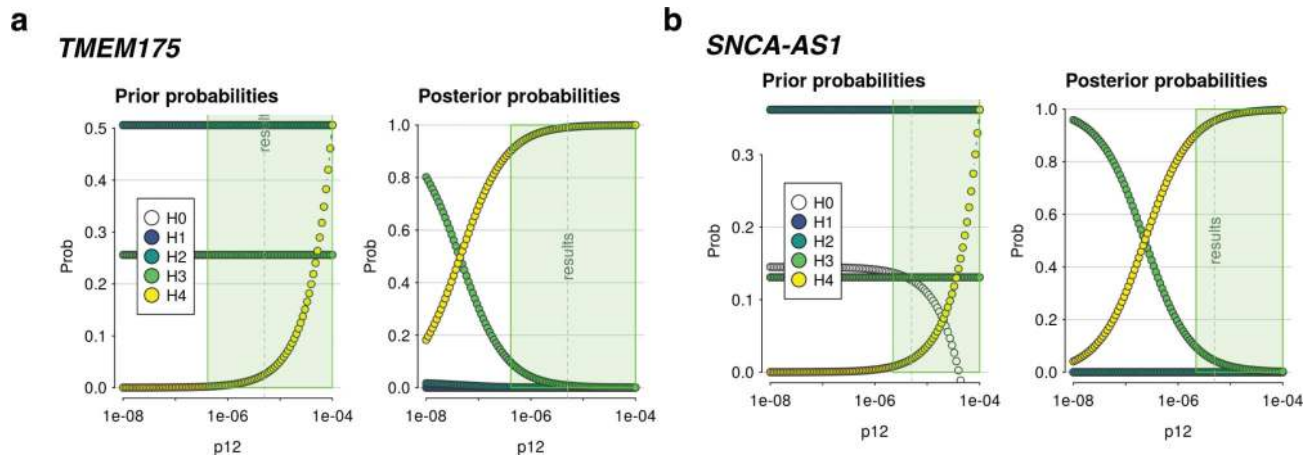 a
TMEM175
Prior probabilities
Prob
0.5
0.4
0.3
0.2
0.1
0.0
H0
H1
H2
H3
H4
1e-08
1e-06
1e-04
p12
Posterior probabilities
Prob
1.0
0.8
0.6
0.4
0.2
0.0
results
1e-08
1e-06
1e-04
p12
b
SNCA-AS1
Prior probabilities
Prob
0.3
0.2
0.1
0.0
H0
H1
H2
H3
H4
1e-08
1e-06
1e-04
p12
Posterior probabilities
Prob
1.0
0.8
0.6
0.4
0.2
0.0
results
1e-08
1e-06
1e-04
p12